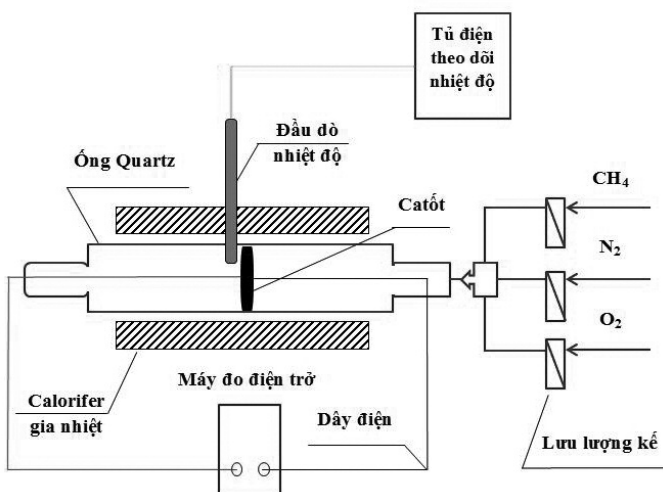 Tủ điện
theo dõi
nhiệt độ
Đầu dò
nhiệt độ
Ống Quartz
Catốt
CH₄
N₂
O₂
Máy đo điện trở
Calorifer
gia nhiệt
Dây điện
Lưu lượng kế